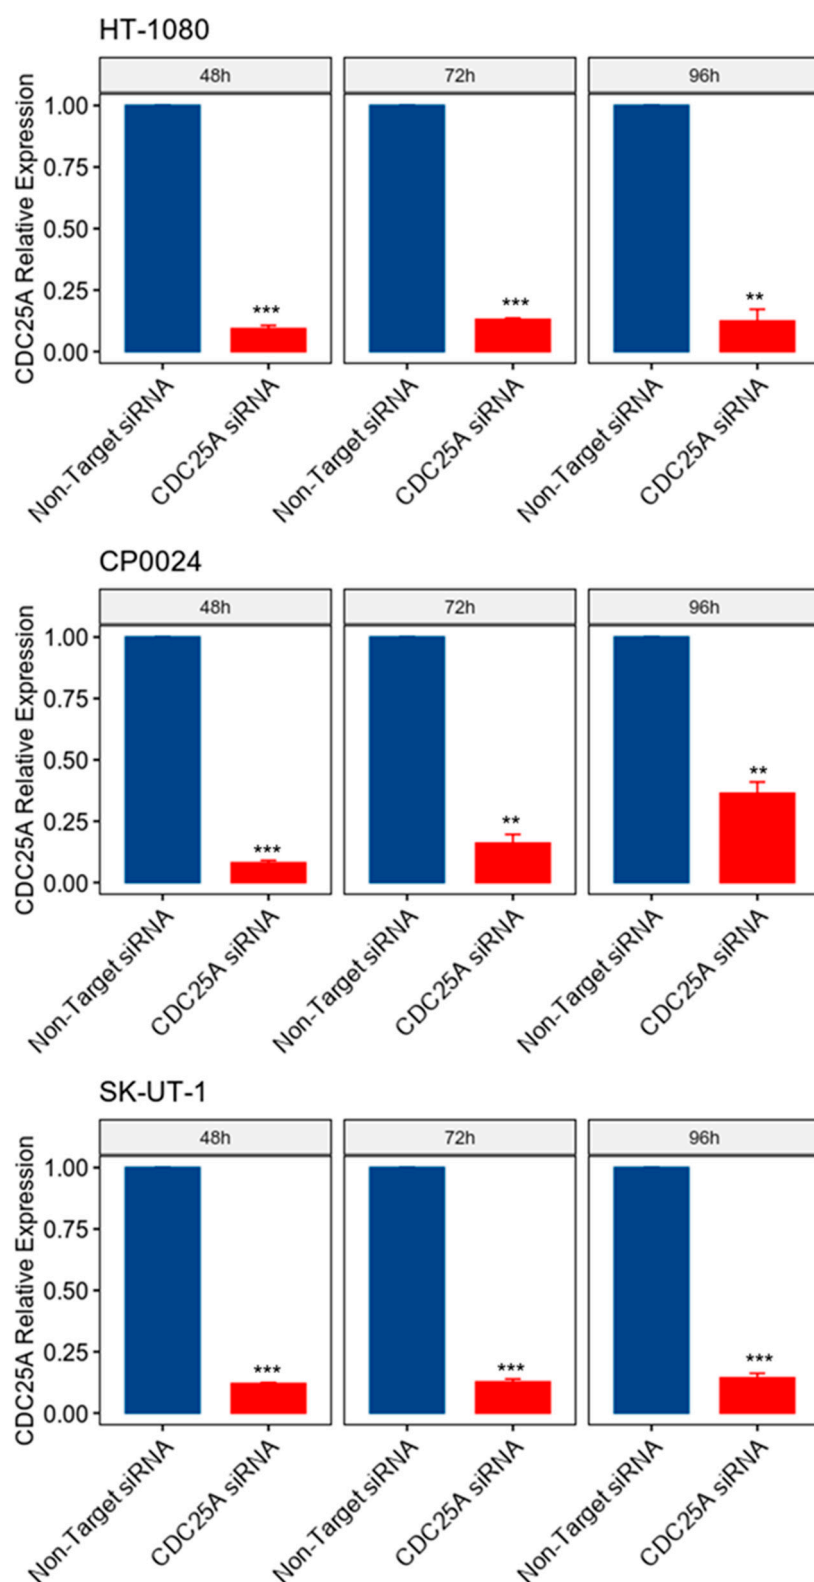 HT-1080
48h 72h 96h
CDC25A Relative Expression
1.00
0.75
0.50
0.25
0.00
*** *** **
Non-Target siRNA CDC25A siRNA Non-Target siRNA CDC25A siRNA Non-Target siRNA CDC25A siRNA
CP0024
48h 72h 96h
CDC25A Relative Expression
1.00
0.75
0.50
0.25
0.00
*** ** **
Non-Target siRNA CDC25A siRNA Non-Target siRNA CDC25A siRNA Non-Target siRNA CDC25A siRNA
SK-UT-1
48h 72h 96h
CDC25A Relative Expression
1.00
0.75
0.50
0.25
0.00
*** *** ***
Non-Target siRNA CDC25A siRNA Non-Target siRNA CDC25A siRNA Non-Target siRNA CDC25A siRNA